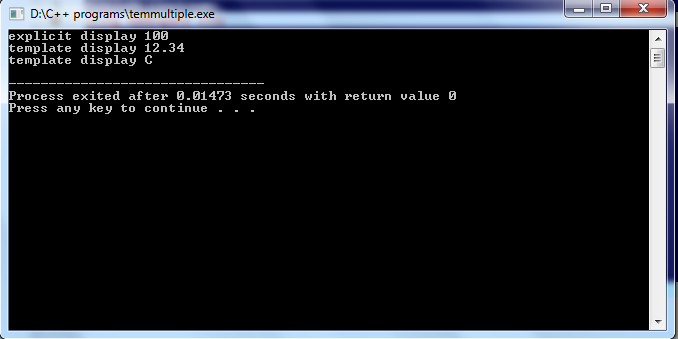 D:\C++ programs\temmultiple.exe
explicit display 100
template display 12.34
template display C
--------------------------------
Process exited after 0.01473 seconds with return value 0
Press any key to continue . . .